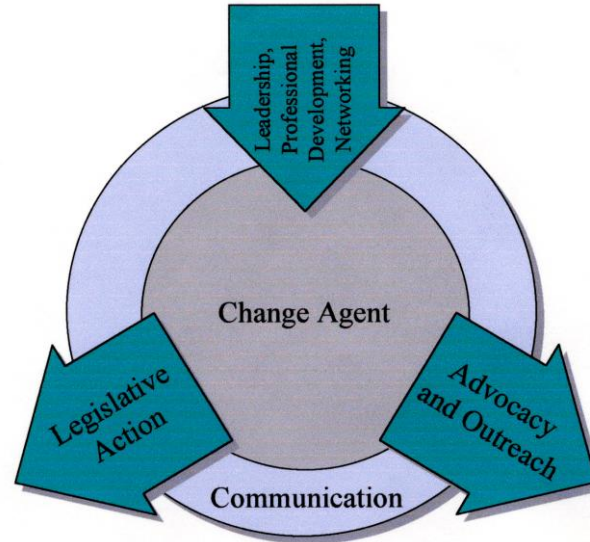 Leadership,
Professional
Development,
Networking
Change Agent
Legislative
Action
Advocacy
and Outreach
Communication